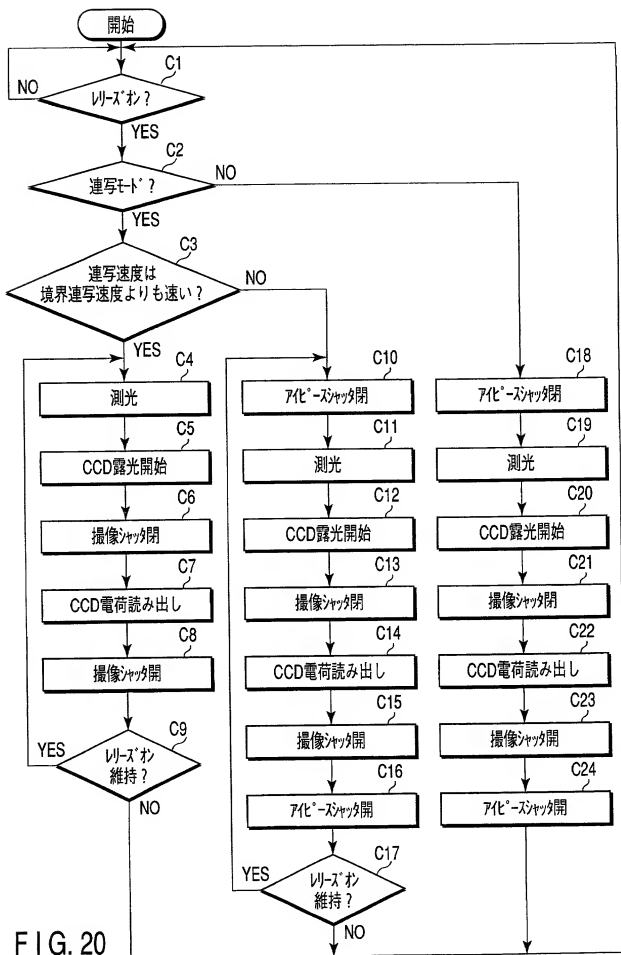 開始
C1
NO
レリーズオン?
YES
C2
NO
連写モード?
YES
C3
NO
連写速度は
境界連写速度よりも速い?
YES
C4
測光
C5
CCD露光開始
C6
撮像シャッタ閉
C7
CCD電荷読み出し
C8
撮像シャッタ開
C9
YES
レリーズオン
維持?
NO
C10
アイピースシャッタ閉
C11
測光
C12
CCD露光開始
C13
撮像シャッタ閉
C14
CCD電荷読み出し
C15
撮像シャッタ開
C16
アイピースシャッタ開
C17
YES
レリーズオン
維持?
NO
C18
アイピースシャッタ閉
C19
測光
C20
CCD露光開始
C21
撮像シャッタ閉
C22
CCD電荷読み出し
C23
撮像シャッタ開
C24
アイピースシャッタ開
FIG. 20